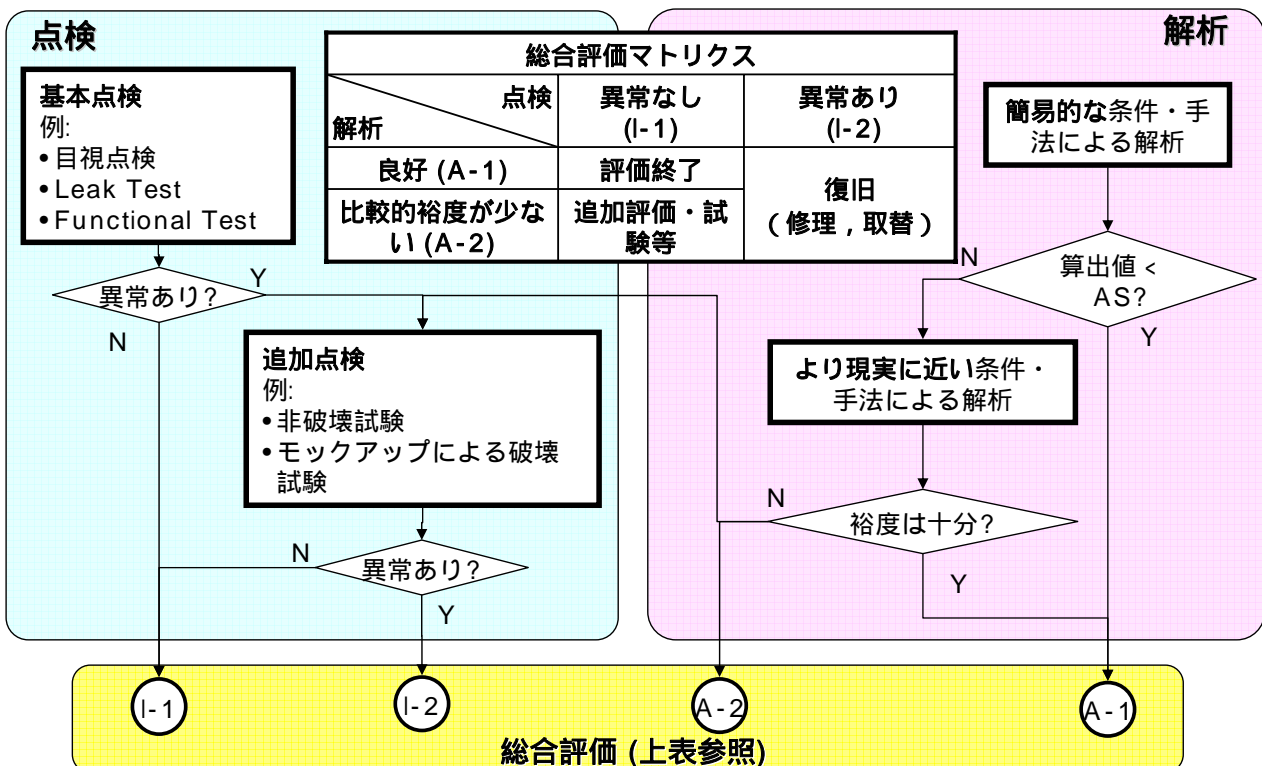 点検
基本点検
例:
•目視点検
•Leak Test
•Functional Test
異常あり?
Y
N
追加点検
例:
•非破壊試験
•モックアップによる破壊
試験
異常あり?
N
Y
総合評価マトリクス
点検
解析
異常なし
(I-1)
異常あり
(I-2)
良好 (A-1)
評価終了
復旧
(修理,取替)
比較的裕度が少な
い (A-2)
追加評価・試
験等
解析
簡易的な条件・手
法による解析
算出値 <
AS?
N
Y
より現実に近い条件・
手法による解析
裕度は十分?
N
Y
I-1
I-2
A-2
A-1
総合評価 (上表参照)